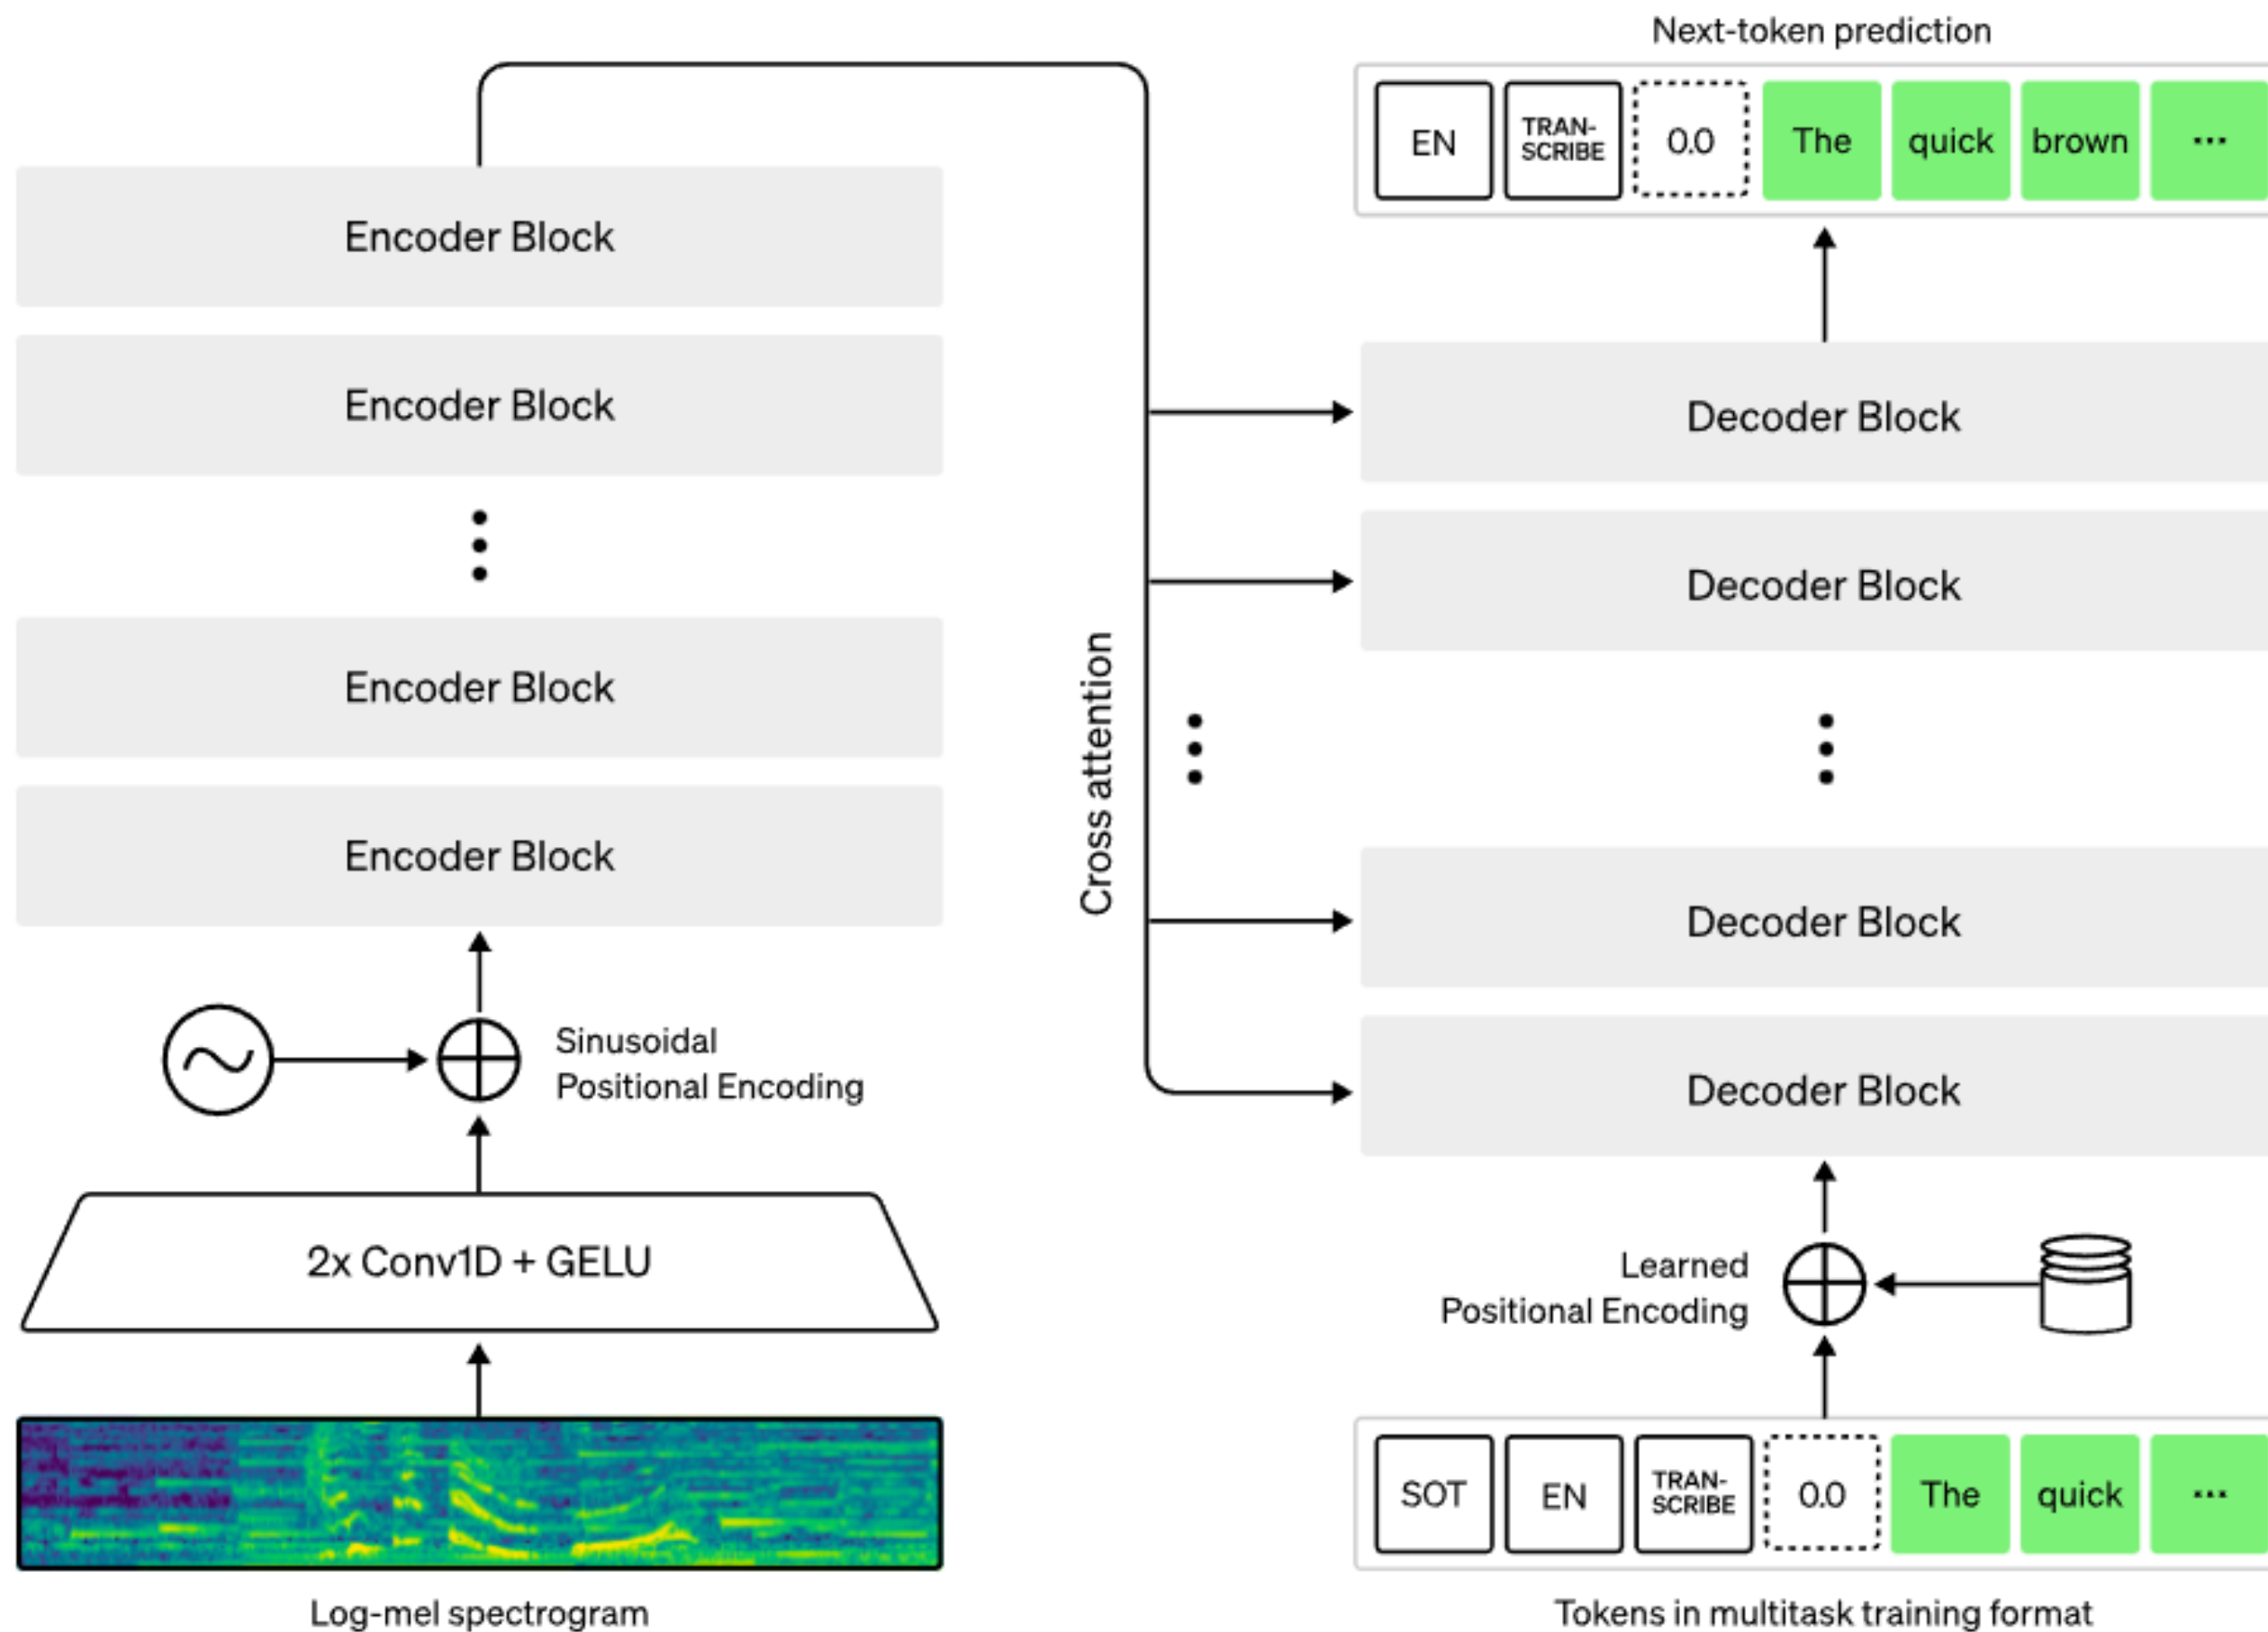 Next-token prediction
EN TRAN-SCRIBE 0.0 The quick brown ...
Encoder Block
Encoder Block
Encoder Block
Encoder Block
Sinusoidal
Positional Encoding
2x Conv1D + GELU
Log-mel spectrogram
Cross attention
Decoder Block
Decoder Block
Decoder Block
Decoder Block
Learned
Positional Encoding
SOT EN TRAN-SCRIBE 0.0 The quick ...
Tokens in multitask training format